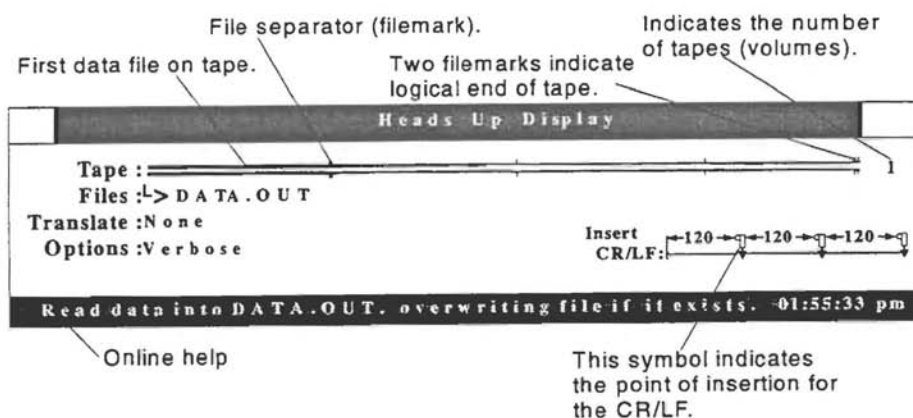 File separator (filemark).
Indicates the number
of tapes (volumes).
First data file on tape.
Two filemarks indicate
logical end of tape.
Heads Up Display
Tape :
1
Files :└> DATA.OUT
Translate :None
Options :Verbose
Insert
CR/LF:
120 120 120
Read data into DATA.OUT. overwriting file if it exists. 01:55:33 pm
Online help
This symbol indicates
the point of insertion for
the CR/LF.